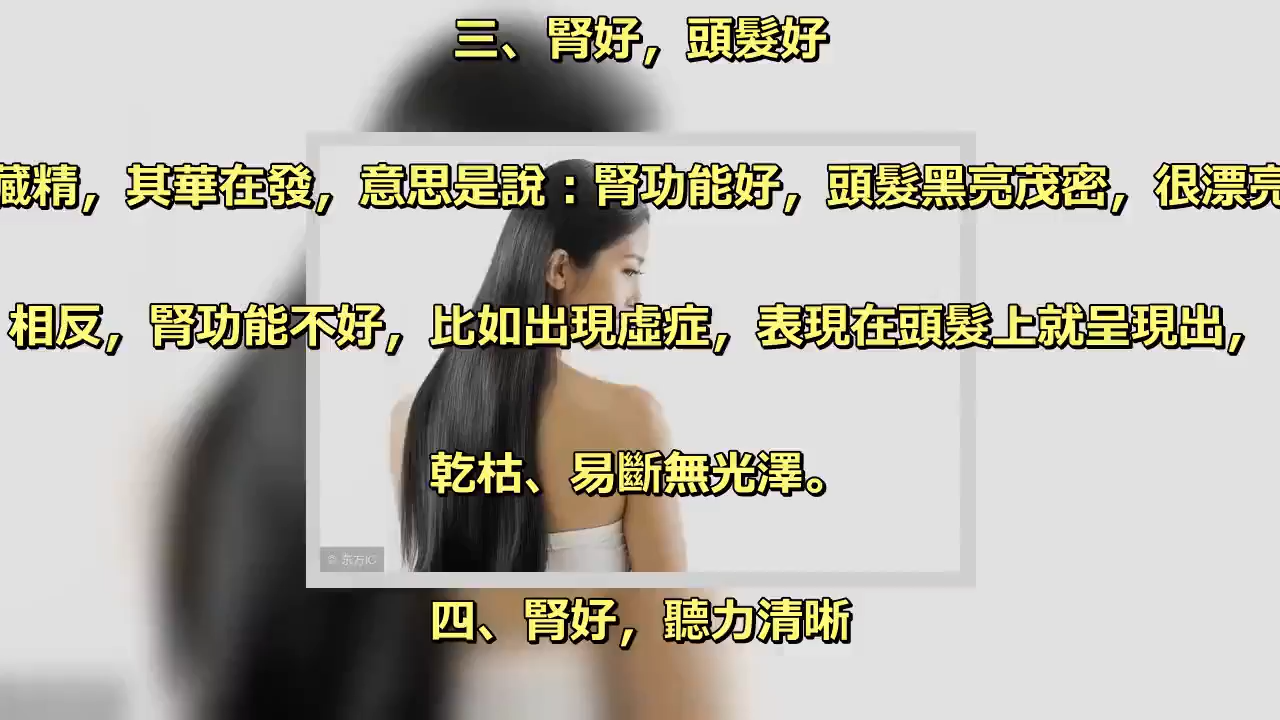 三、腎好，頭髮好
藏精，其華在發，意思是說：腎功能好，頭髮黑亮茂密，很漂亮
相反，腎功能不好，比如出現虛症，表現在頭髮上就呈現出，
乾枯、易斷無光澤。
© 东方IC
四、腎好，聽力清晰